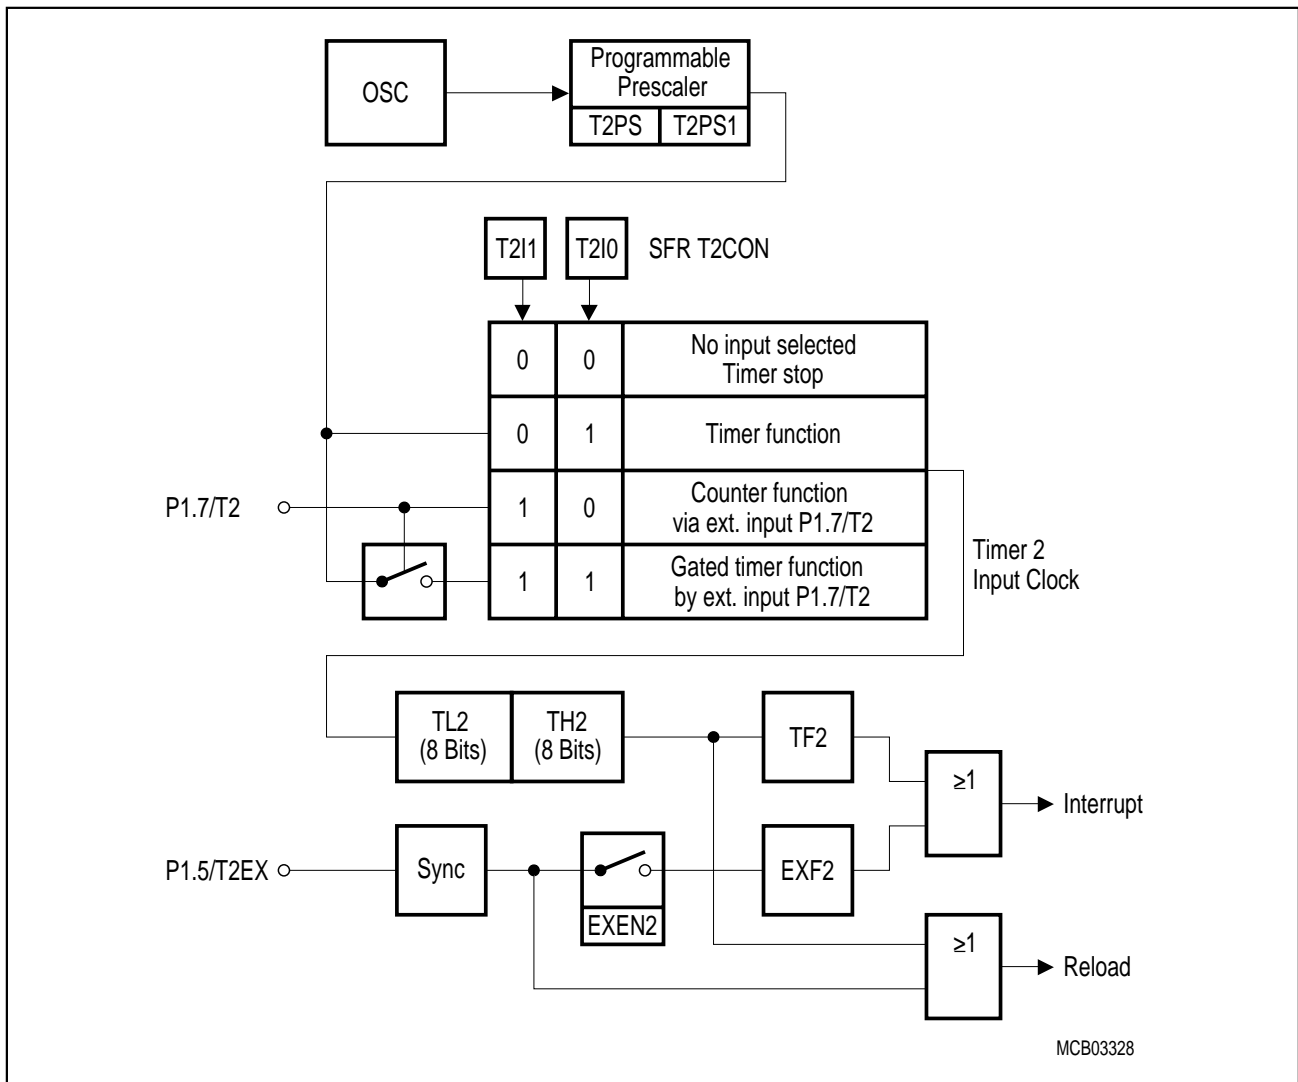 OSC
Programmable
Prescaler
T2PS T2PS1
T2I1 T2I0 SFR T2CON
0 0 No input selected
Timer stop
0 1 Timer function
P1.7/T2
1 0 Counter function
via ext. input P1.7/T2
1 1 Gated timer function
by ext. input P1.7/T2
Timer 2
Input Clock
TL2
(8 Bits)
TH2
(8 Bits)
TF2
≥1
Interrupt
P1.5/T2EX
Sync
EXEN2
EXF2
≥1
Reload
MCB03328